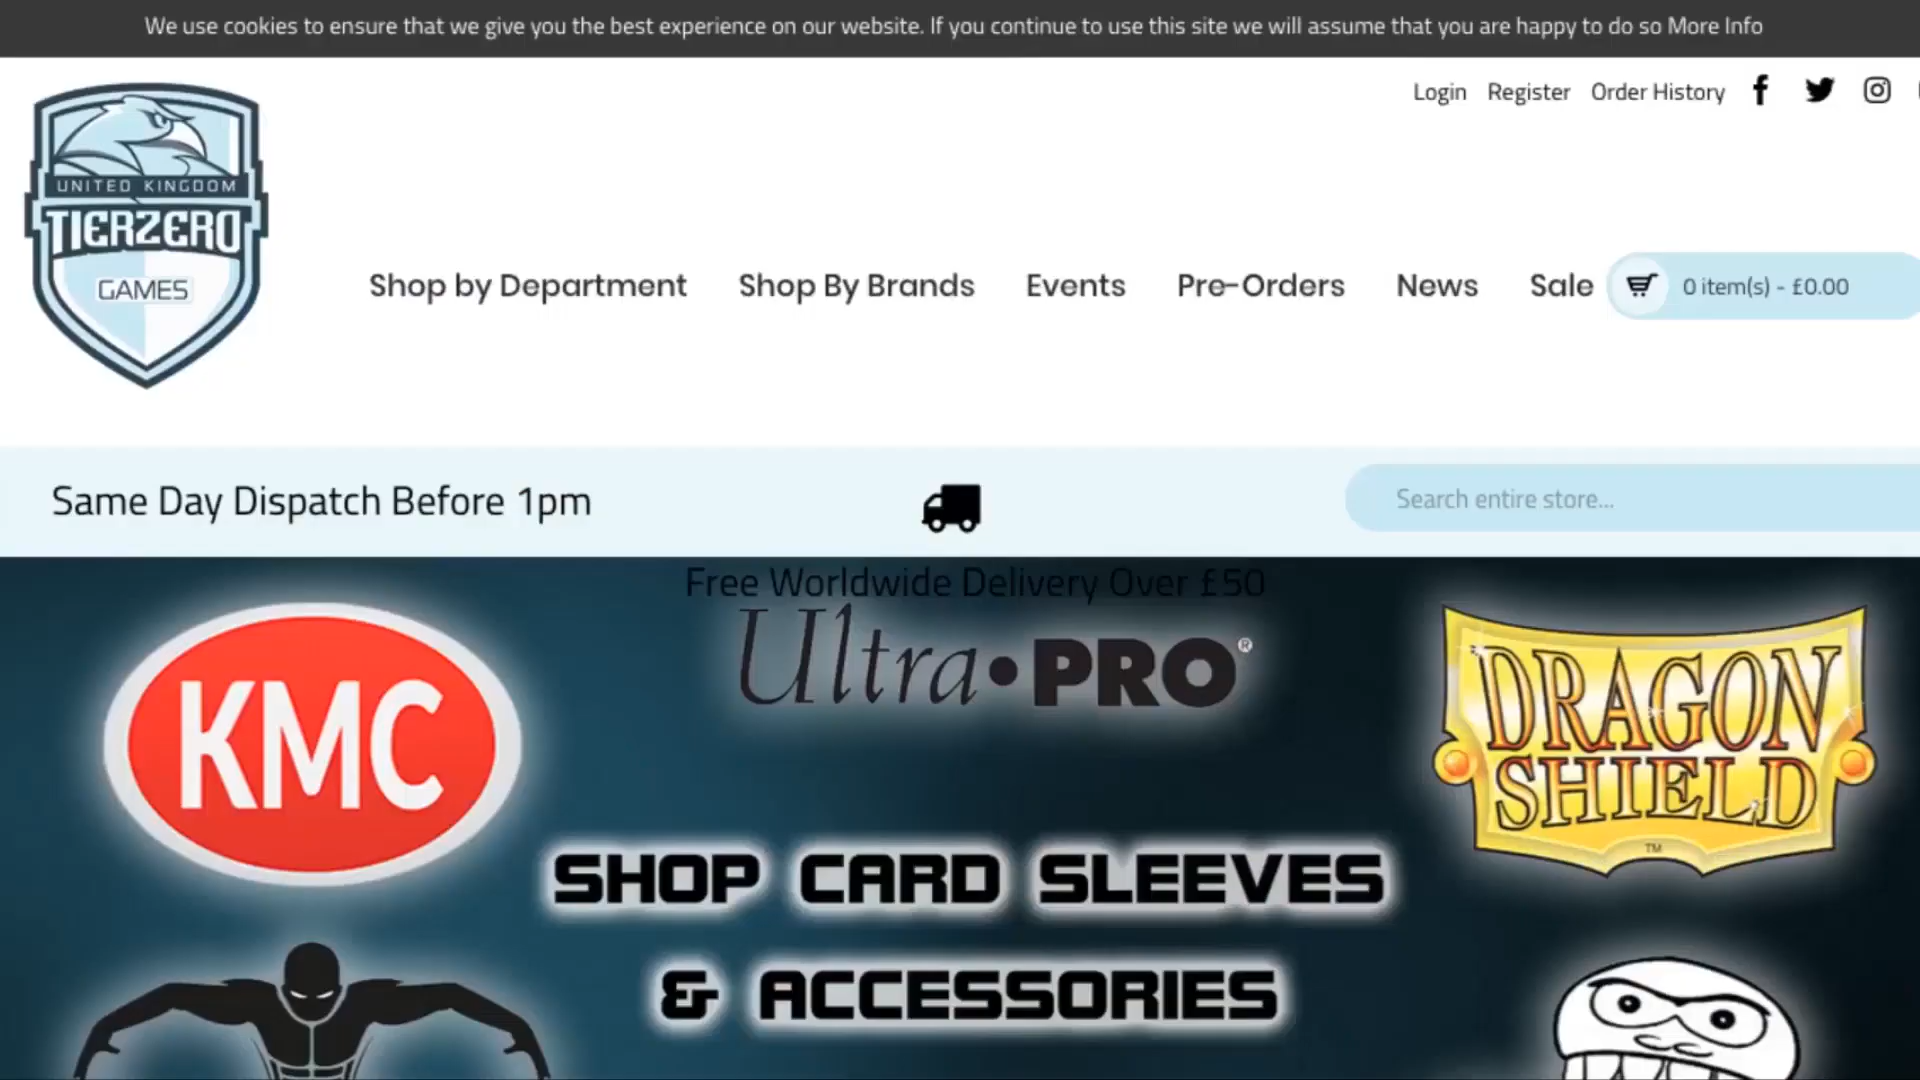 We use cookies to ensure that we give you the best experience on our website. If you continue to use this site we will assume that you are happy to do so More Info
Login Register Order History
UNITED KINGDOM
TIERZERO
GAMES
Shop by Department Shop By Brands Events Pre-Orders News Sale 0 item(s) - £0.00
Same Day Dispatch Before 1pm
Search entire store...
Free Worldwide Delivery Over £50
KMC
Ultra•PRO®
DRAGON
SHIELD
TM
SHOP CARD SLEEVES
& ACCESSORIES